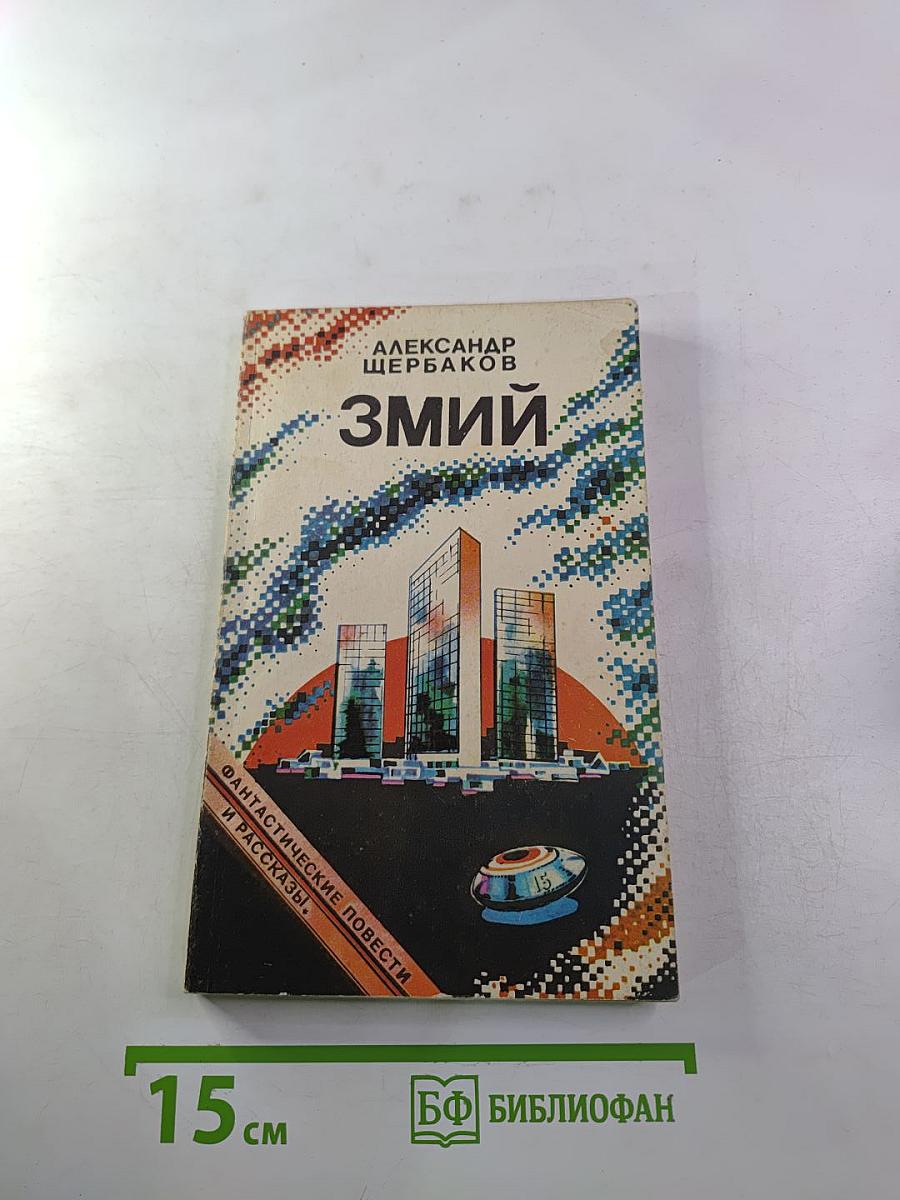 АЛЕКСАНДР
ЩЕРБАКОВ
ЗМИЙ
ФАНТАСТИЧЕСКИЕ ПОВЕСТИ
И РАССКАЗЫ.
15
15 см
БФ БИБЛИОФАН